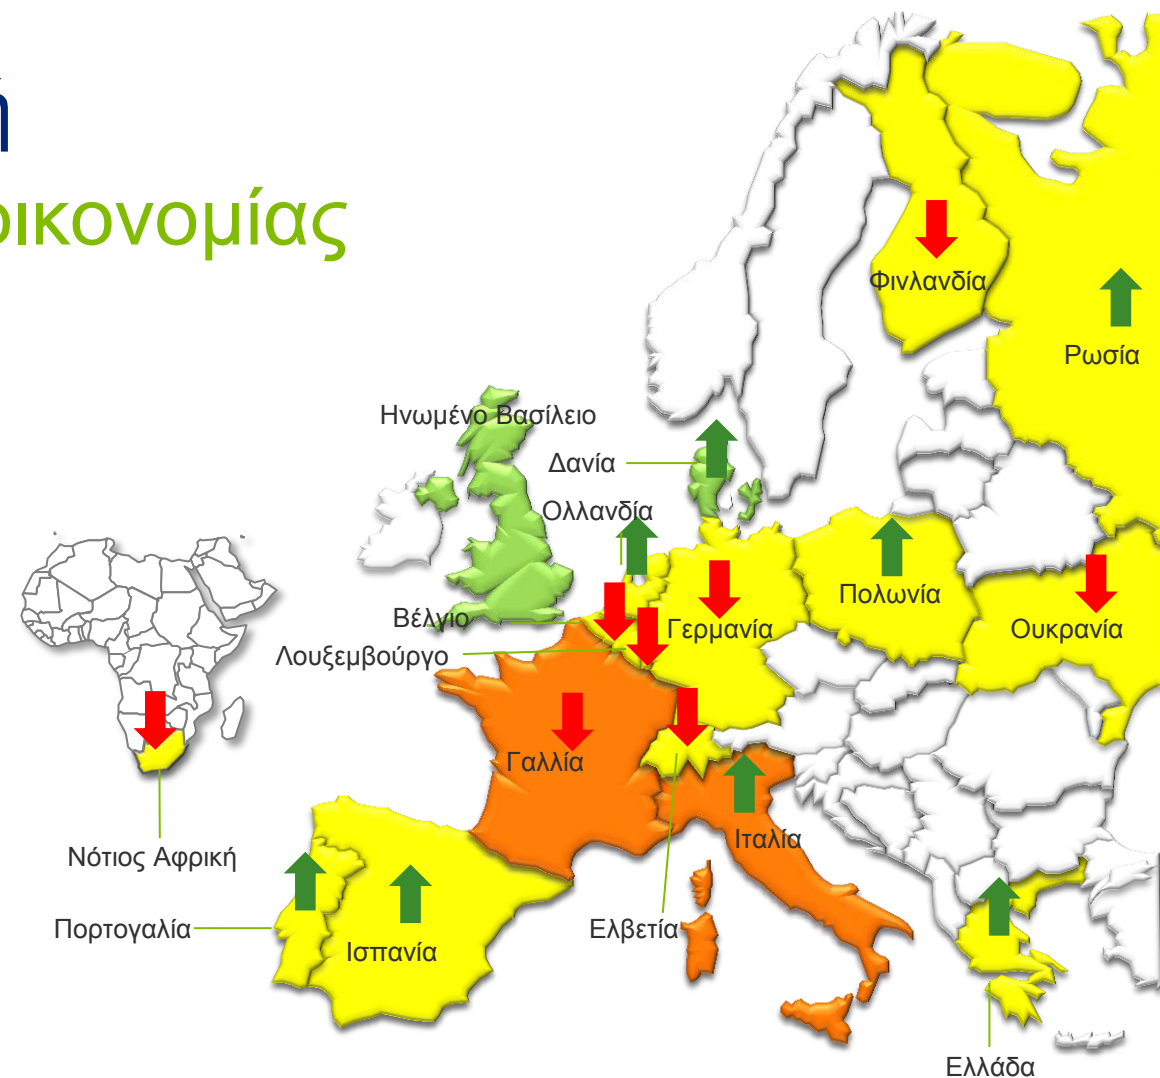 ή
οικονομίας
Φινλανδία
Ρωσία
Ηνωμένο Βασίλειο
Δανία
Ολλανδία
Πολωνία
Βέλγιο
Γερμανία
Ουκρανία
Λουξεμβούργο
Γαλλία
Ιταλία
Νότιος Αφρική
Πορτογαλία
Ελβετία
Ισπανία
Ελλάδα